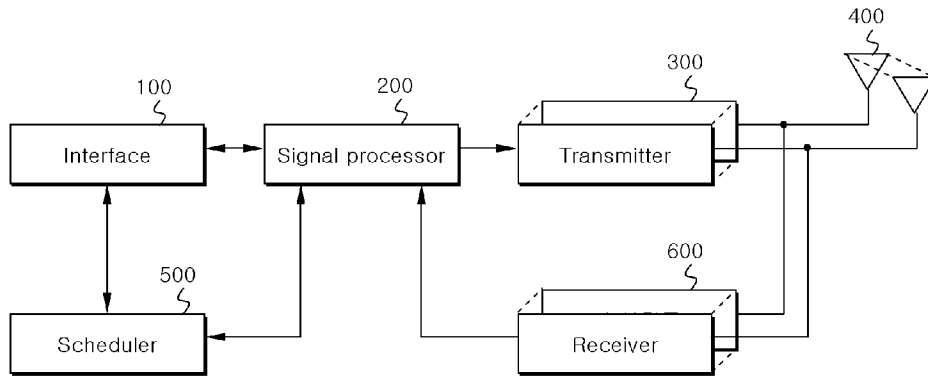 400
100
200
300
Interface
Signal processor
Transmitter
500
600
Scheduler
Receiver